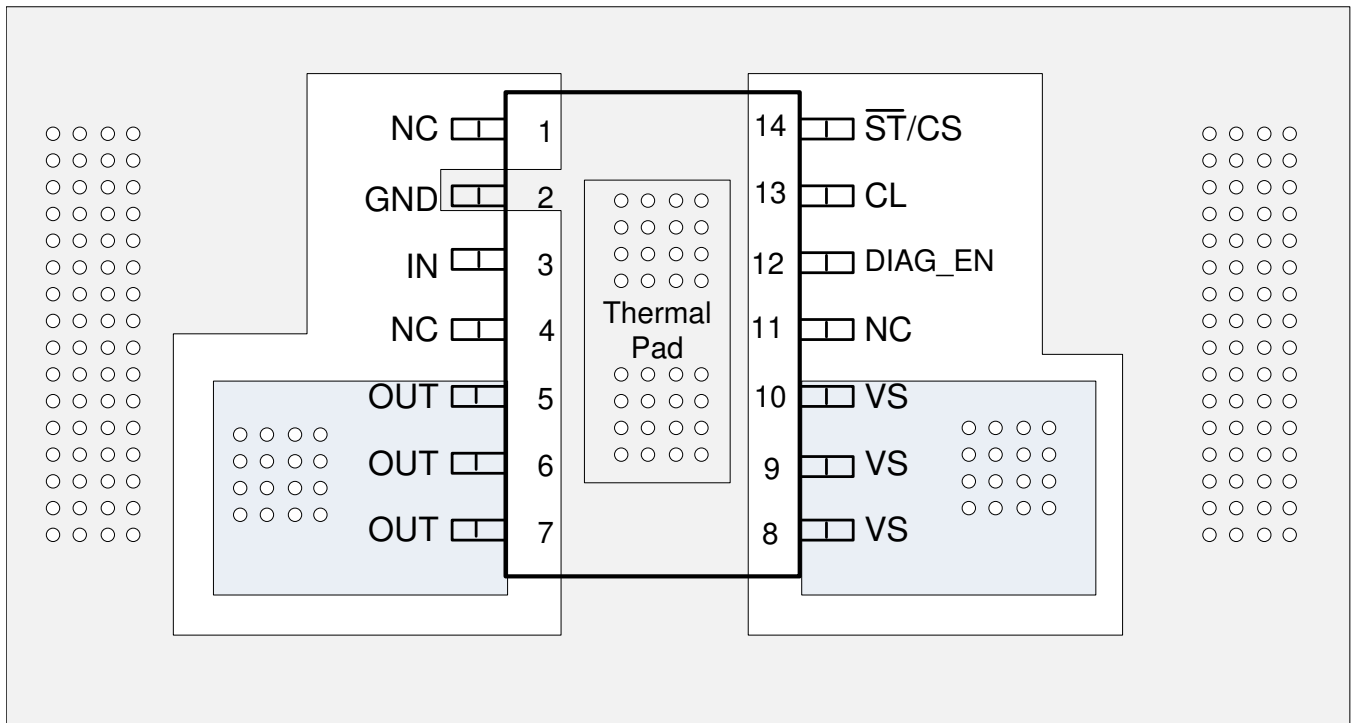 NC 1 14 S̅T̅/CS
GND 2 13 CL
IN 3 12 DIAG_EN
Thermal
Pad
NC 4 11 NC
OUT 5 10 VS
OUT 6 9 VS
OUT 7 8 VS